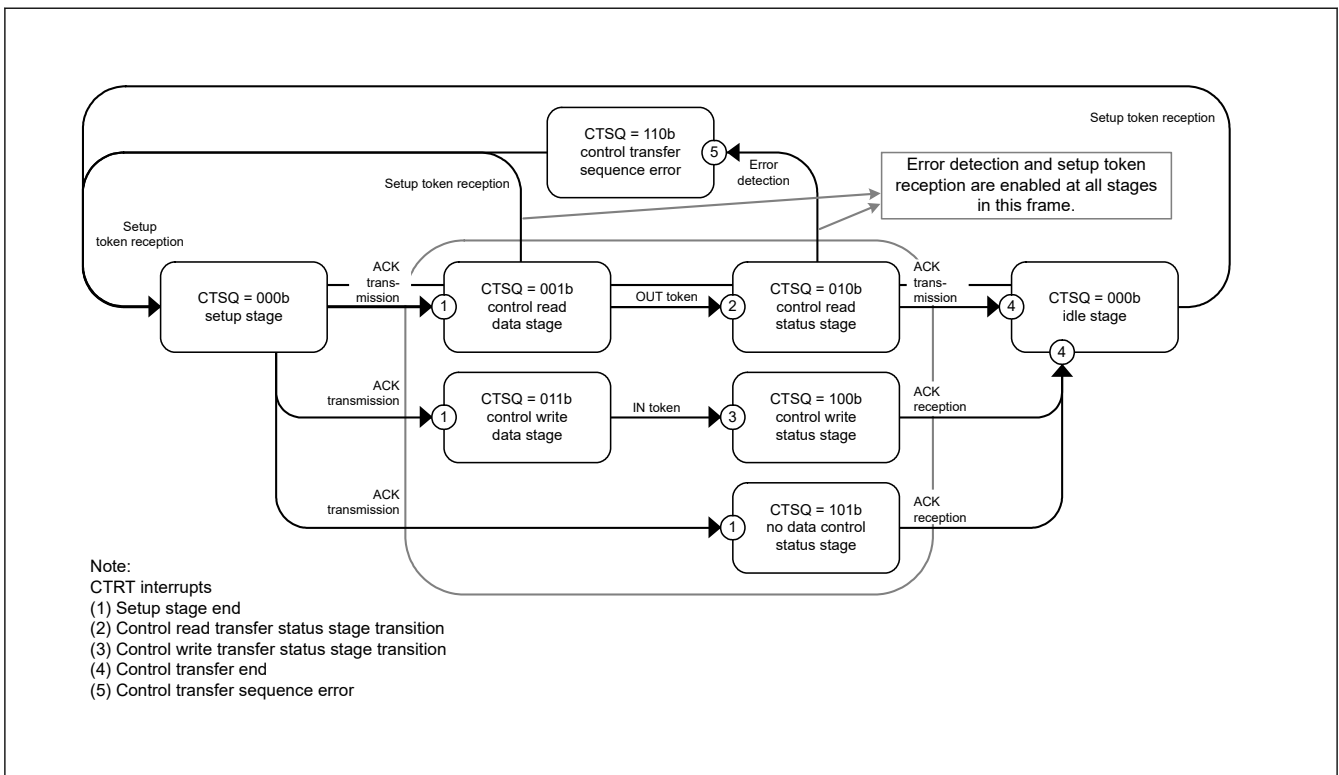 Setup token reception
CTSQ = 110b
control transfer
sequence error
5
Error
detection
Error detection and setup token
reception are enabled at all stages
in this frame.
Setup token reception
Setup
token reception
CTSQ = 000b
setup stage
ACK
trans-
mission
1
CTSQ = 001b
control read
data stage
OUT token
2
CTSQ = 010b
control read
status stage
ACK
trans-
mission
4
CTSQ = 000b
idle stage
4
ACK
transmission
1
CTSQ = 011b
control write
data stage
IN token
3
CTSQ = 100b
control write
status stage
ACK
reception
ACK
transmission
1
CTSQ = 101b
no data control
status stage
ACK
reception
Note:
CTRT interrupts
(1) Setup stage end
(2) Control read transfer status stage transition
(3) Control write transfer status stage transition
(4) Control transfer end
(5) Control transfer sequence error